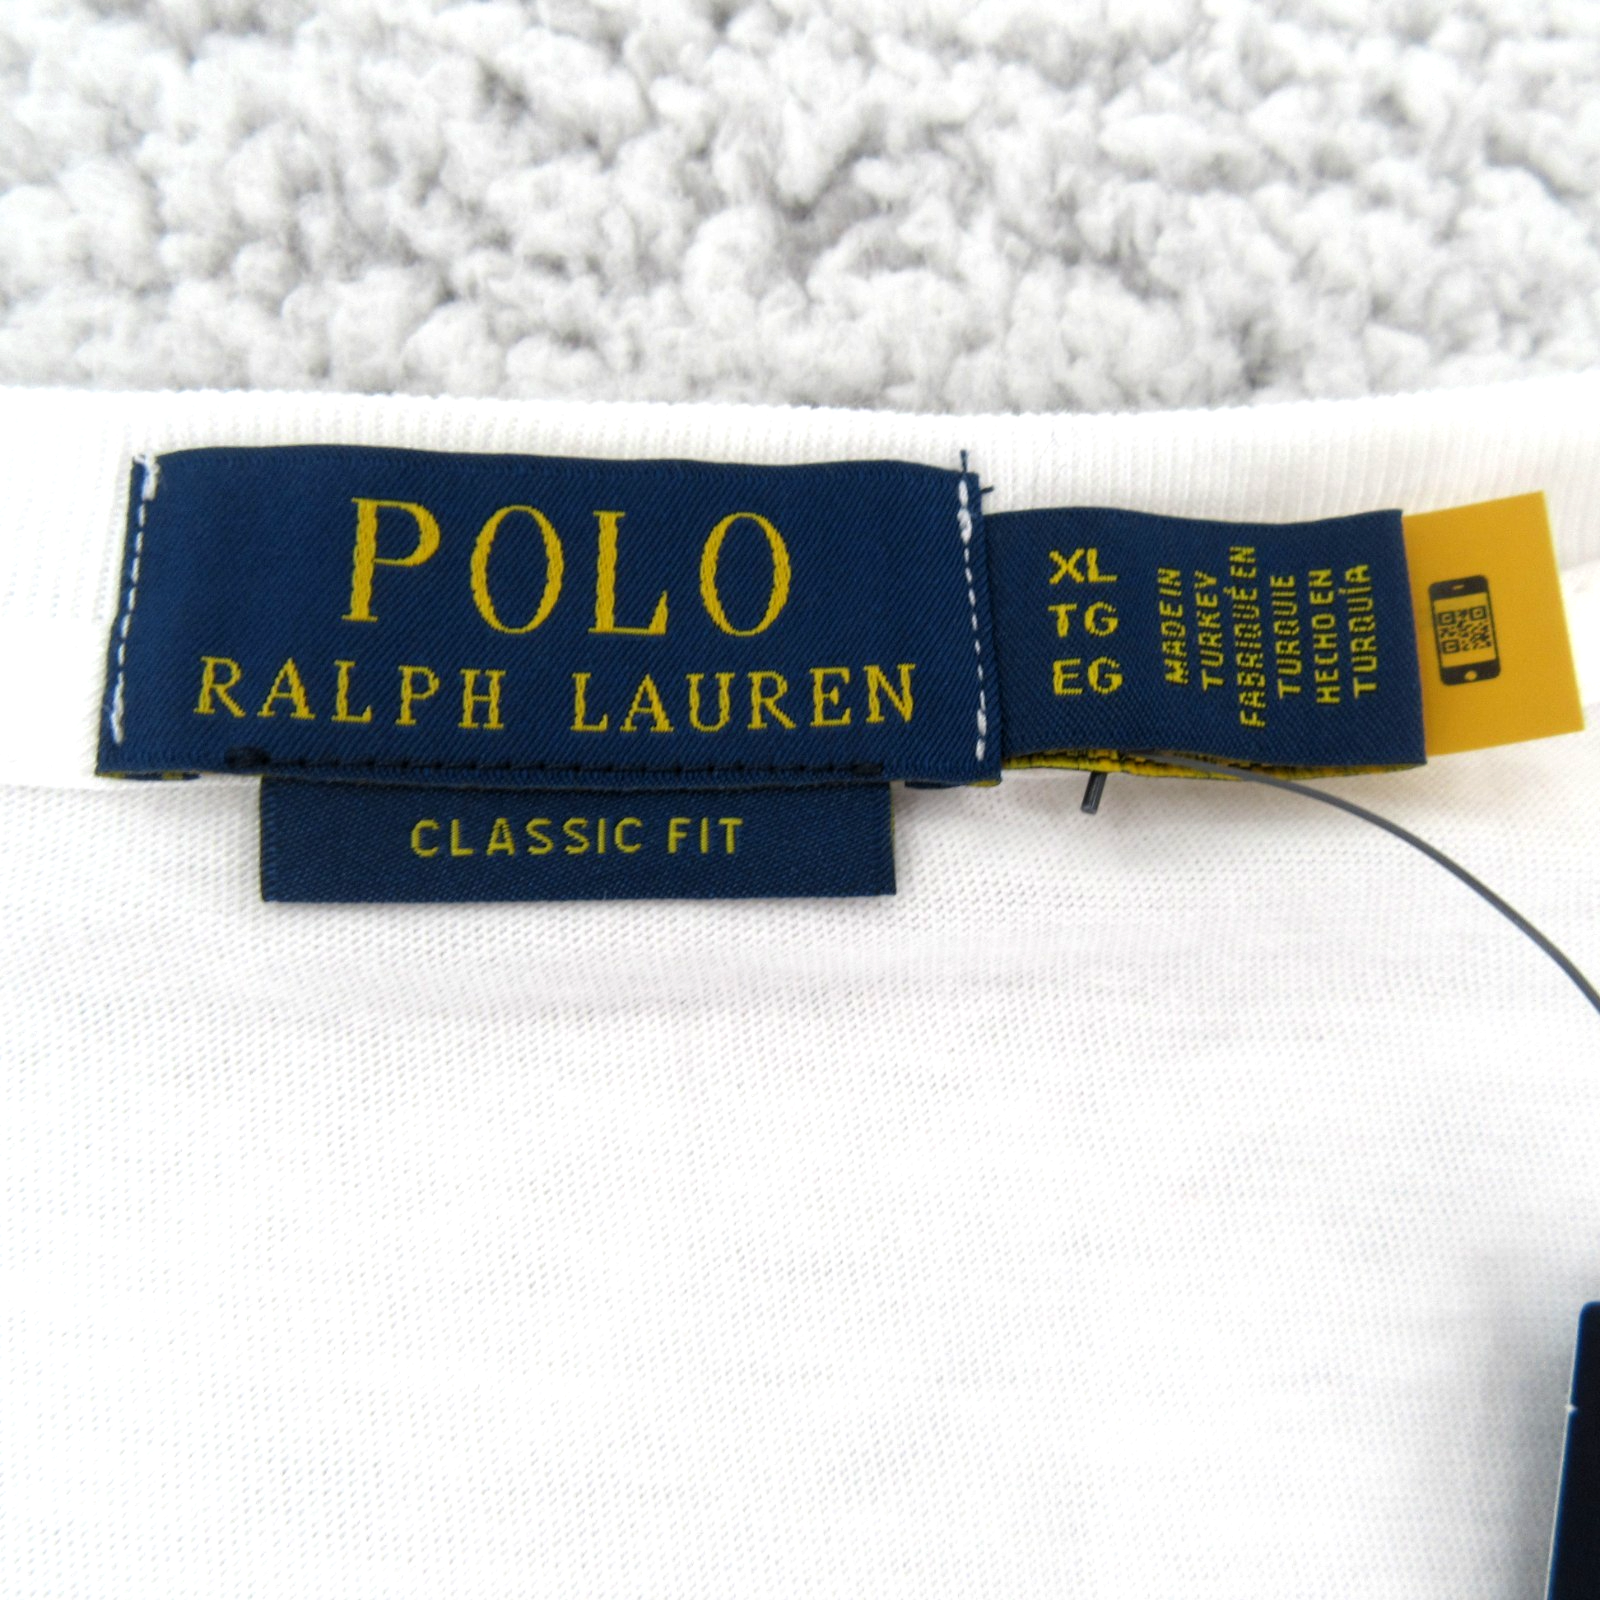 POLO
RALPH LAUREN
CLASSIC FIT
XL
TG
EG
MADE IN
TURKEY
FABRIQUÉ EN
TURQUIE
HECHO EN
TURQUÍA